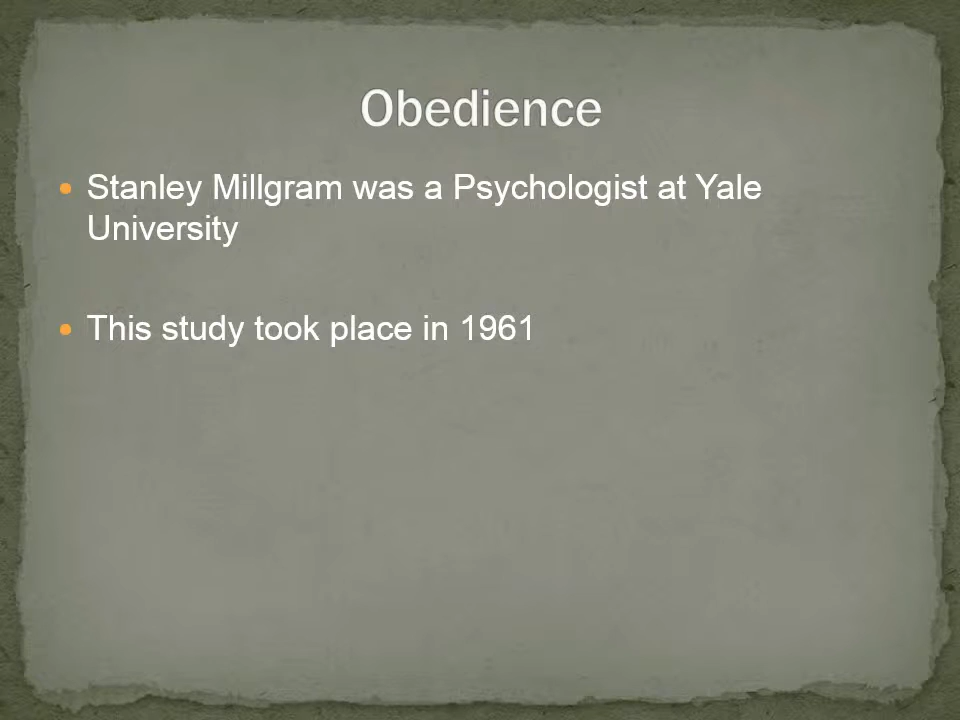 Obedience
Stanley Millgram was a Psychologist at Yale
University
This study took place in 1961